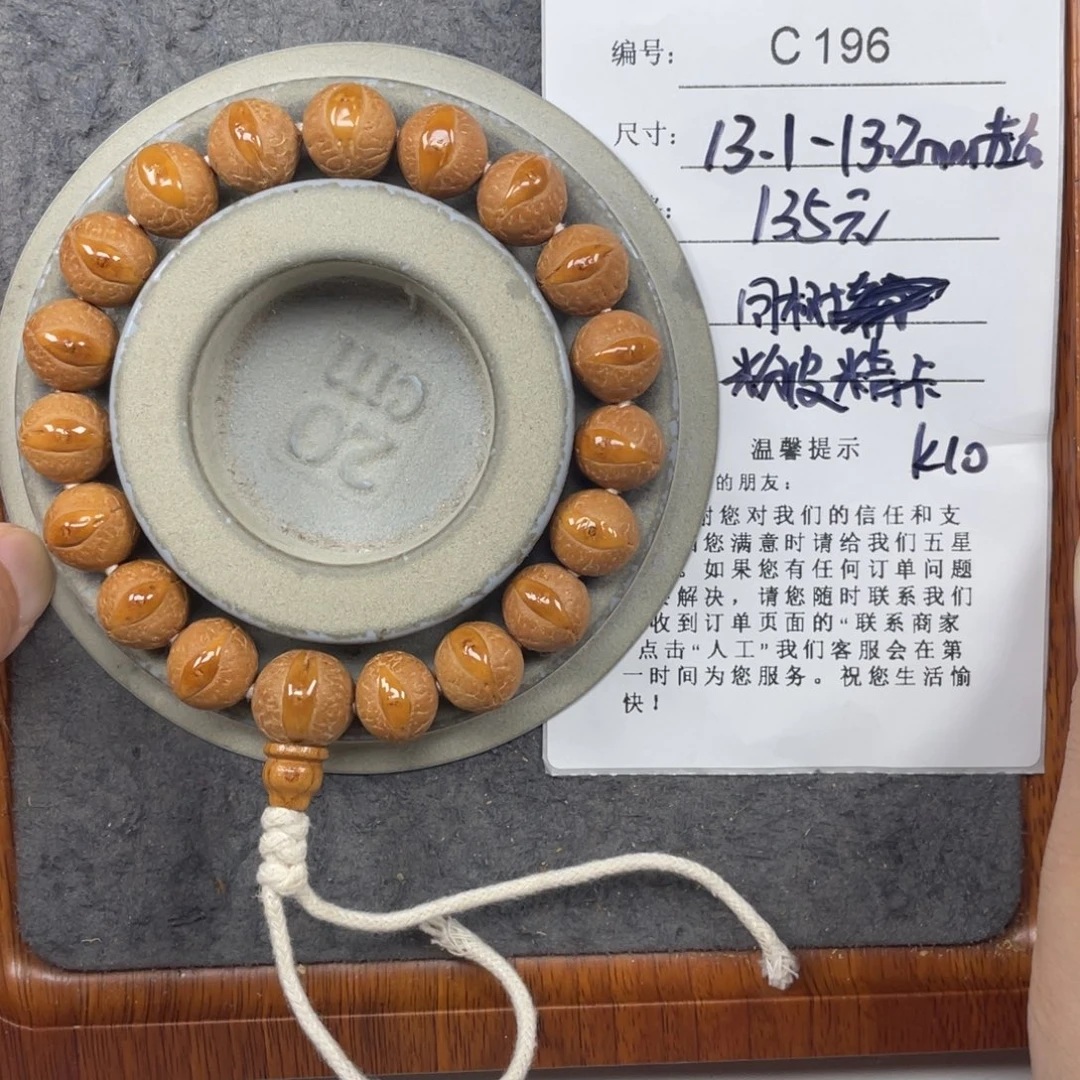 编号: C196
尺寸: 13.1-13.2mm
135元
同树
粉皮精卡
K10
温馨提示
的朋友:
您对我们的信任和支
您满意时请给我们五星
。如果您有任何订单问题
解决,请您随时联系我们
收到订单页面的“联系商家
点击“人工”我们客服会在第
一时间为您服务。祝您生活愉
快!
20
cm